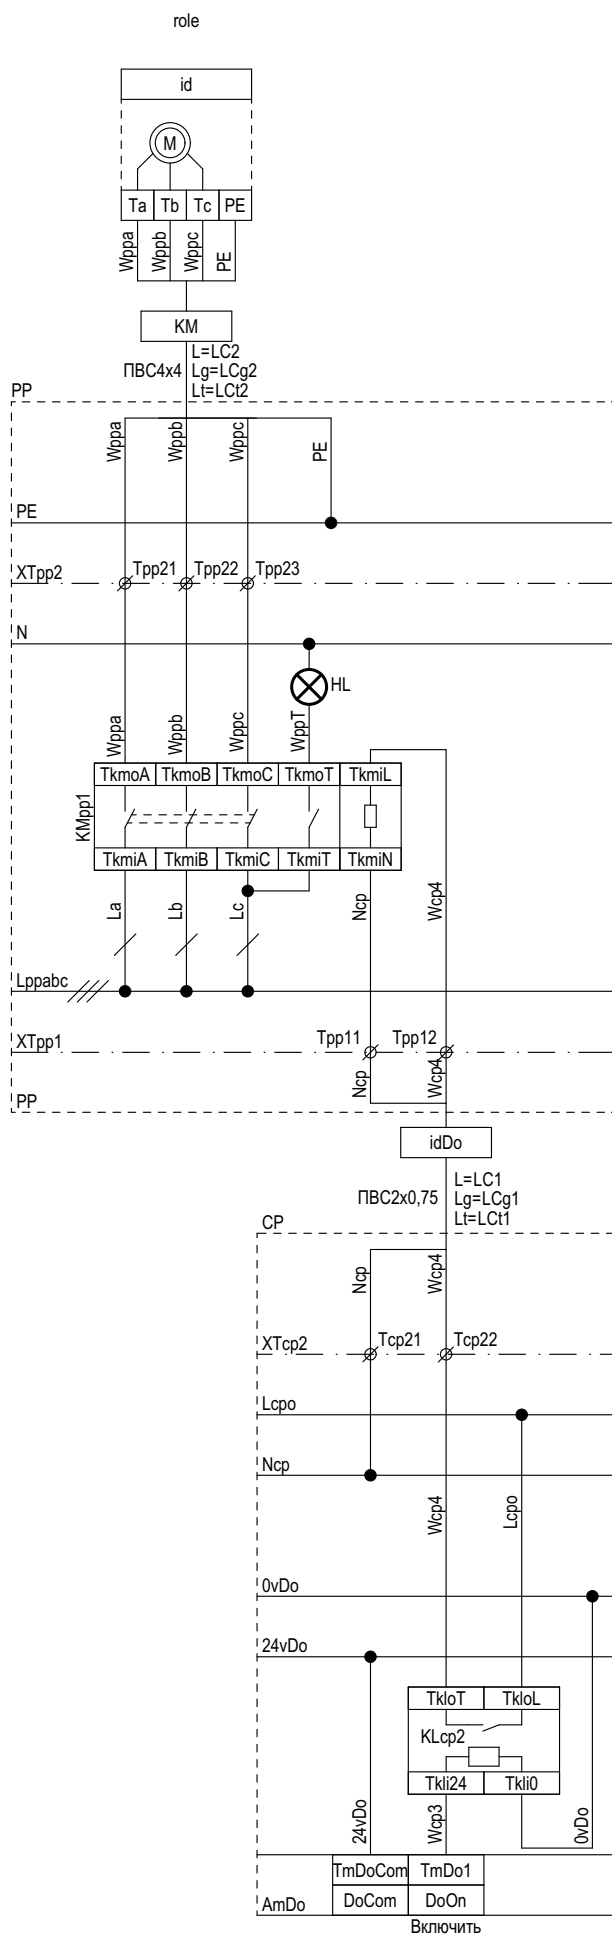 role
id
M
Ta Tb Tc PE
Wppa Wppb Wppc PE
KM
L=LC2
ПВС4x4 Lg=LCg2
Lt=LCt2
PP
Wppa Wppb Wppc PE
PE
XTpp2 Tpp21 Tpp22 Tpp23
N
HL
Wppa Wppb Wppc WppT
TkmoA TkmoB TkmoC TkmoT TkmiL
KMpp1
TkmiA TkmiB TkmiC TkmiT TkmiN
La Lb Lc Ncp Wcp4
Lppabc
XTpp1 Tpp11 Tpp12
Ncp Wcp4
PP
idDo
L=LC1
ПВС2x0,75 Lg=LCg1
Lt=LCt1
CP
Ncp Wcp4
XTcp2 Tcp21 Tcp22
Lcpo
Ncp
Wcp4 Lcpo
0vDo
24vDo
TkloT TkloL
KLcp2
Tkli24 Tkli0
24vDo Wcp3 0vDo
TmDoCom TmDo1
AmDo DoCom DoOn
Включить